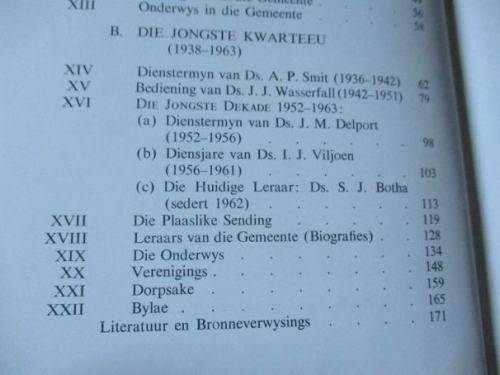 Gemeente . . . .
XIII Onderwys in die Gemeente . . . . 56
58
B. DIE JONGSTE KWARTEEU
(1938–1963)
XIV Dienstermyn van Ds. A. P. Smit (1936–1942) 62
XV Bediening van Ds. J. J. Wasserfall (1942–1951) 79
XVI DIE JONGSTE DEKADE 1952–1963:
(a) Dienstermyn van Ds. J. M. Delport
(1952–1956) . . . . . 98
(b) Diensjare van Ds. I. J. Viljoen
(1956–1961) . . . . . 103
(c) Die Huidige Leraar: Ds. S. J. Botha
(sedert 1962) . . . . . 113
XVII Die Plaaslike Sending . . . . . 119
XVIII Leraars van die Gemeente (Biografies) . . 128
XIX Die Onderwys . . . . . . 134
XX Verenigings . . . . . . . 148
XXI Dorpsake . . . . . . . 159
XXII Bylae . . . . . . . . 165
Literatuur en Bronneverwysings . . . . 171